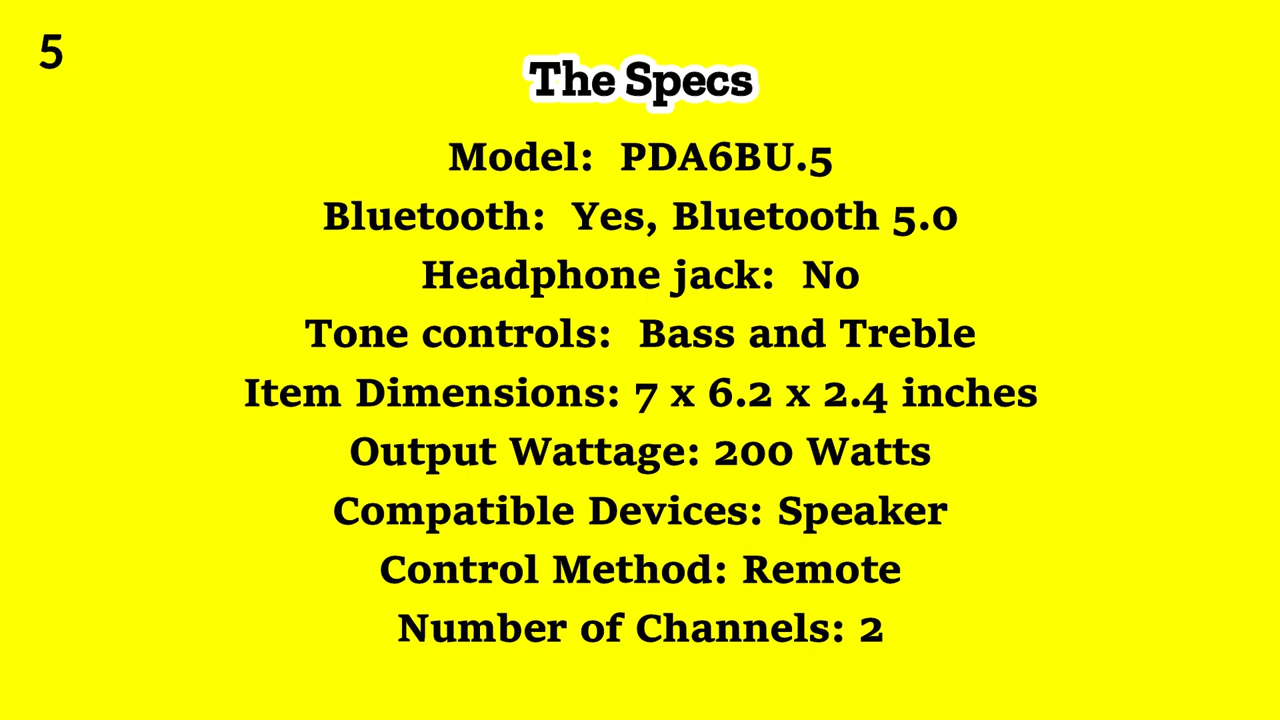 5
The Specs
Model: PDA6BU.5
Bluetooth: Yes, Bluetooth 5.0
Headphone jack: No
Tone controls: Bass and Treble
Item Dimensions: 7 x 6.2 x 2.4 inches
Output Wattage: 200 Watts
Compatible Devices: Speaker
Control Method: Remote
Number of Channels: 2